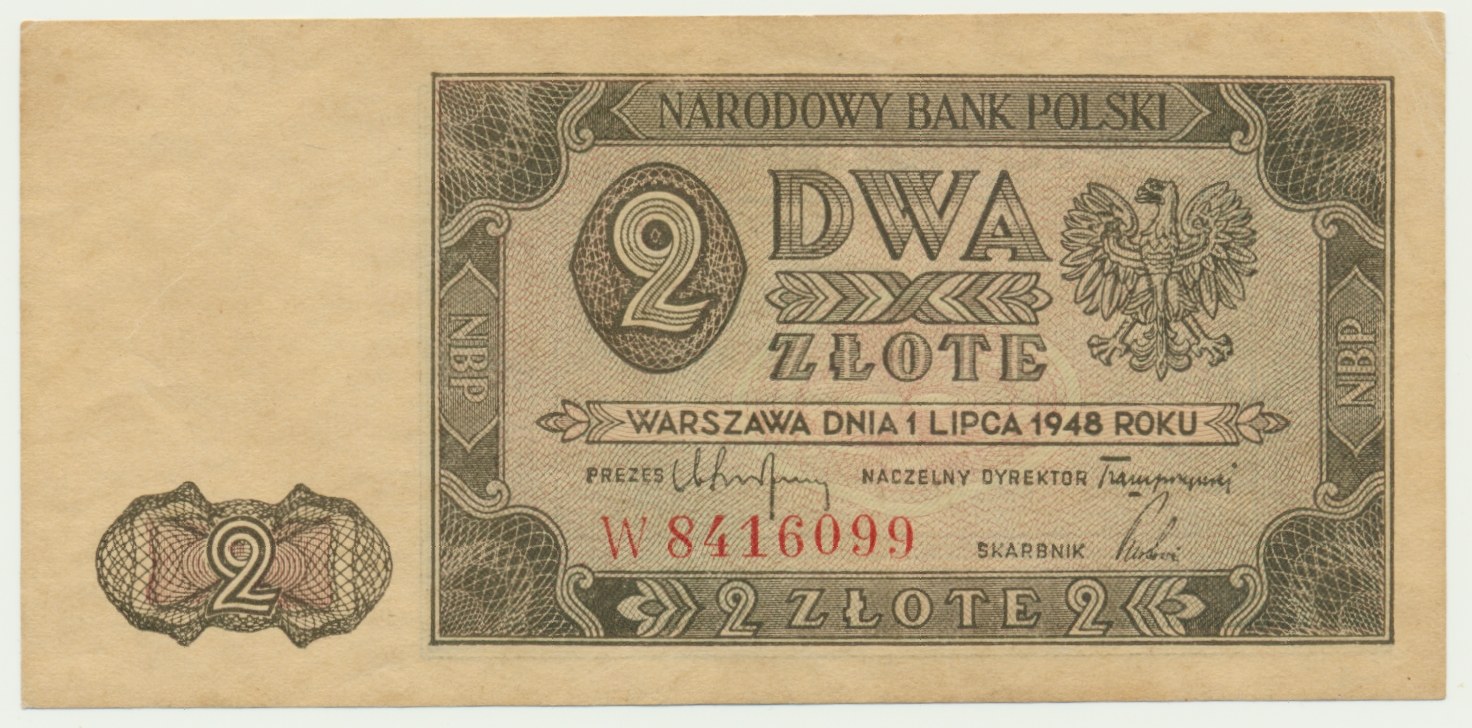 NARODOWY BANK POLSKI
2 DWA
ZŁOTE
NBP
NBP
WARSZAWA DNIA 1 LIPCA 1948 ROKU
PREZES NACZELNY DYREKTOR
W 8416099 SKARBNIK
2
2 ZŁOTE 2